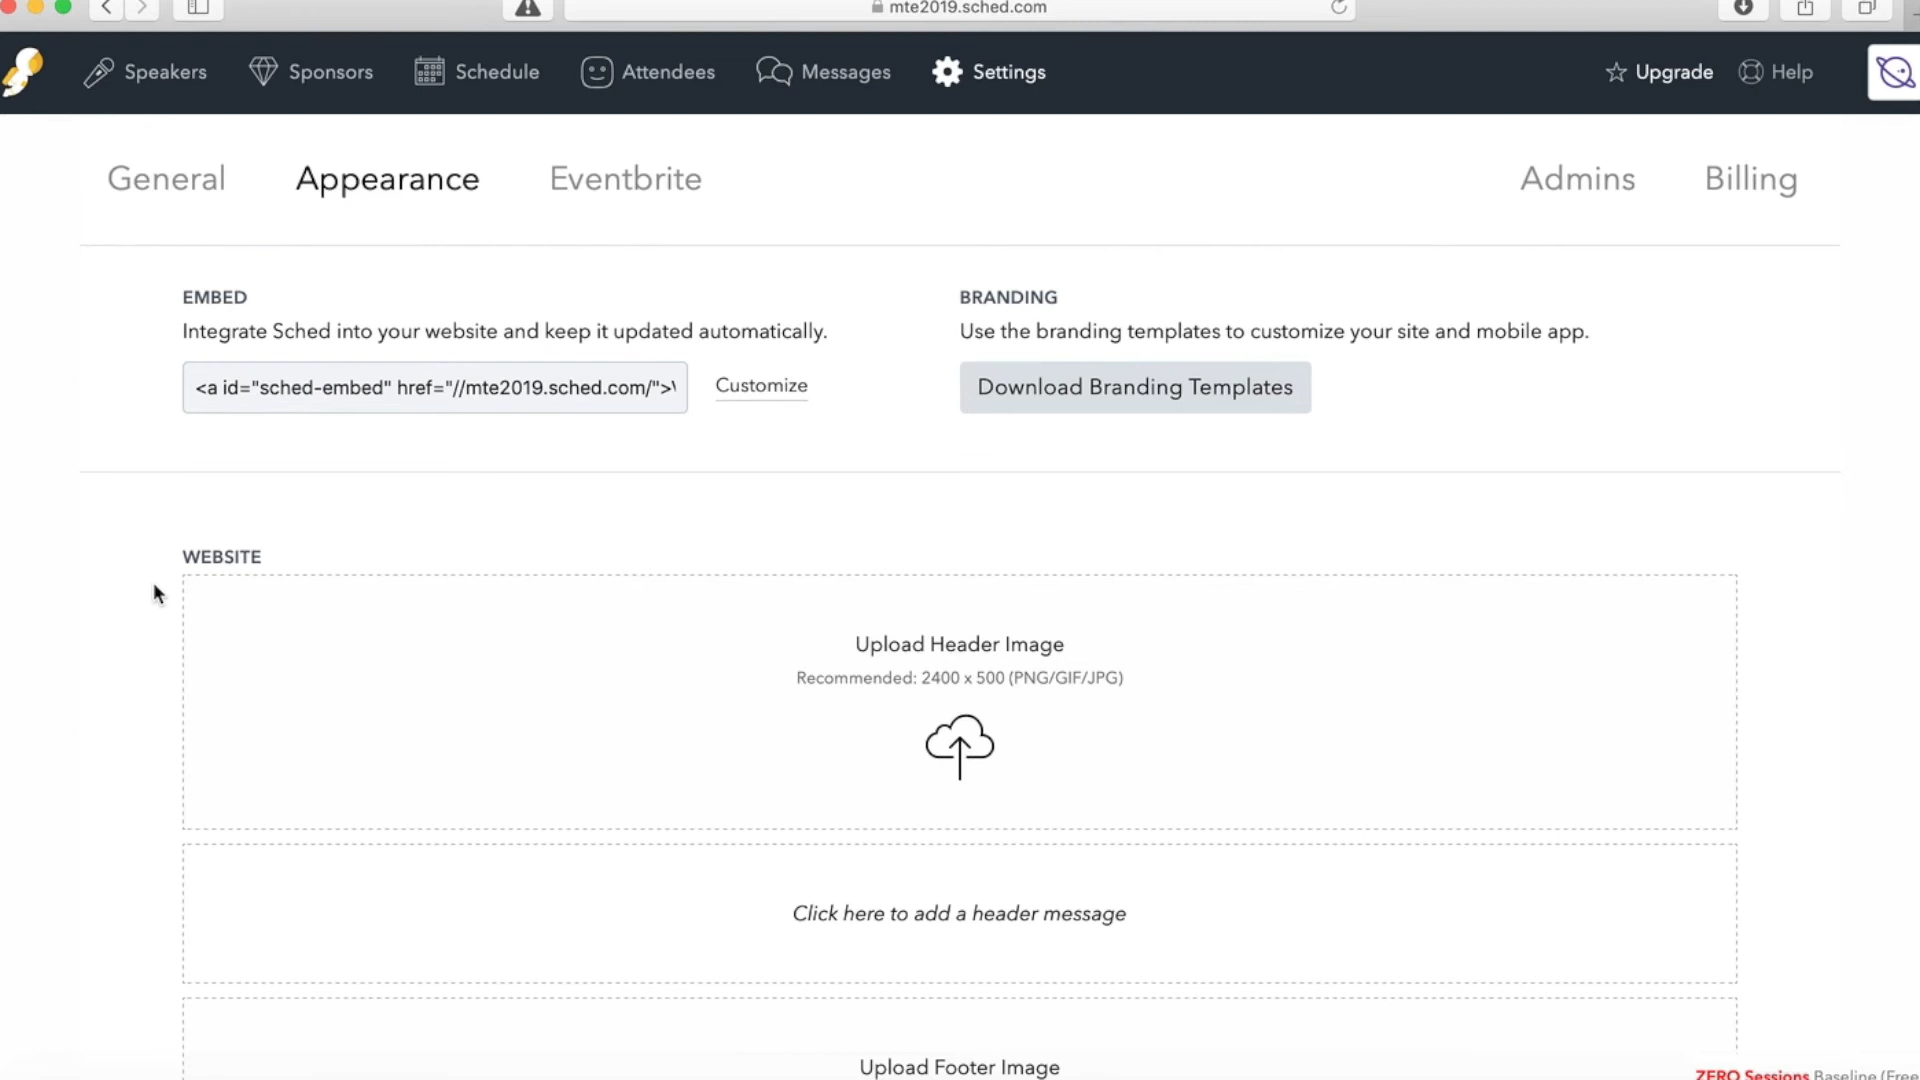 mte2019.sched.com
Speakers
Sponsors
Schedule
Attendees
Messages
Settings
Upgrade
Help
General
Appearance
Eventbrite
Admins
Billing
EMBED
Integrate Sched into your website and keep it updated automatically.
<a id="sched-embed" href="//mte2019.sched.com/">
Customize
BRANDING
Use the branding templates to customize your site and mobile app.
Download Branding Templates
WEBSITE
Upload Header Image
Recommended: 2400 x 500 (PNG/GIF/JPG)
Click here to add a header message
Upload Footer Image
ZERO Sessions Baseline (Free